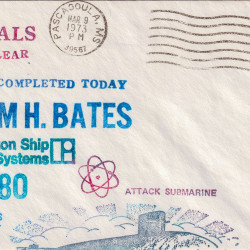 ALS
LEAR
PASCAGOULA, MS
MAR 9
1973
PM
39567
COMPLETED TODAY
M H. BATES
on Ship
Systems
80
ATTACK SUBMARINE